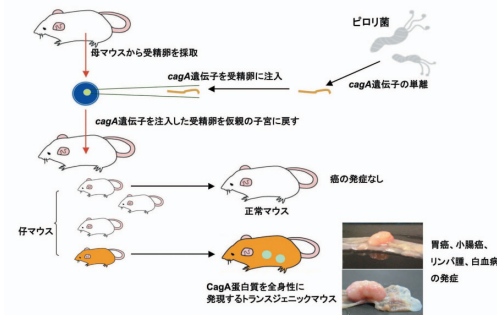 ピロリ菌
母マウスから受精卵を採取
cagA遺伝子を受精卵に注入
cagA遺伝子の単離
cagA遺伝子を注入した受精卵を仮親の子宮に戻す
癌の発症なし
正常マウス
仔マウス
胃癌、小腸癌、
リンパ腫、白血病
の発症
CagA蛋白質を全身性に
発現するトランスジェニックマウス